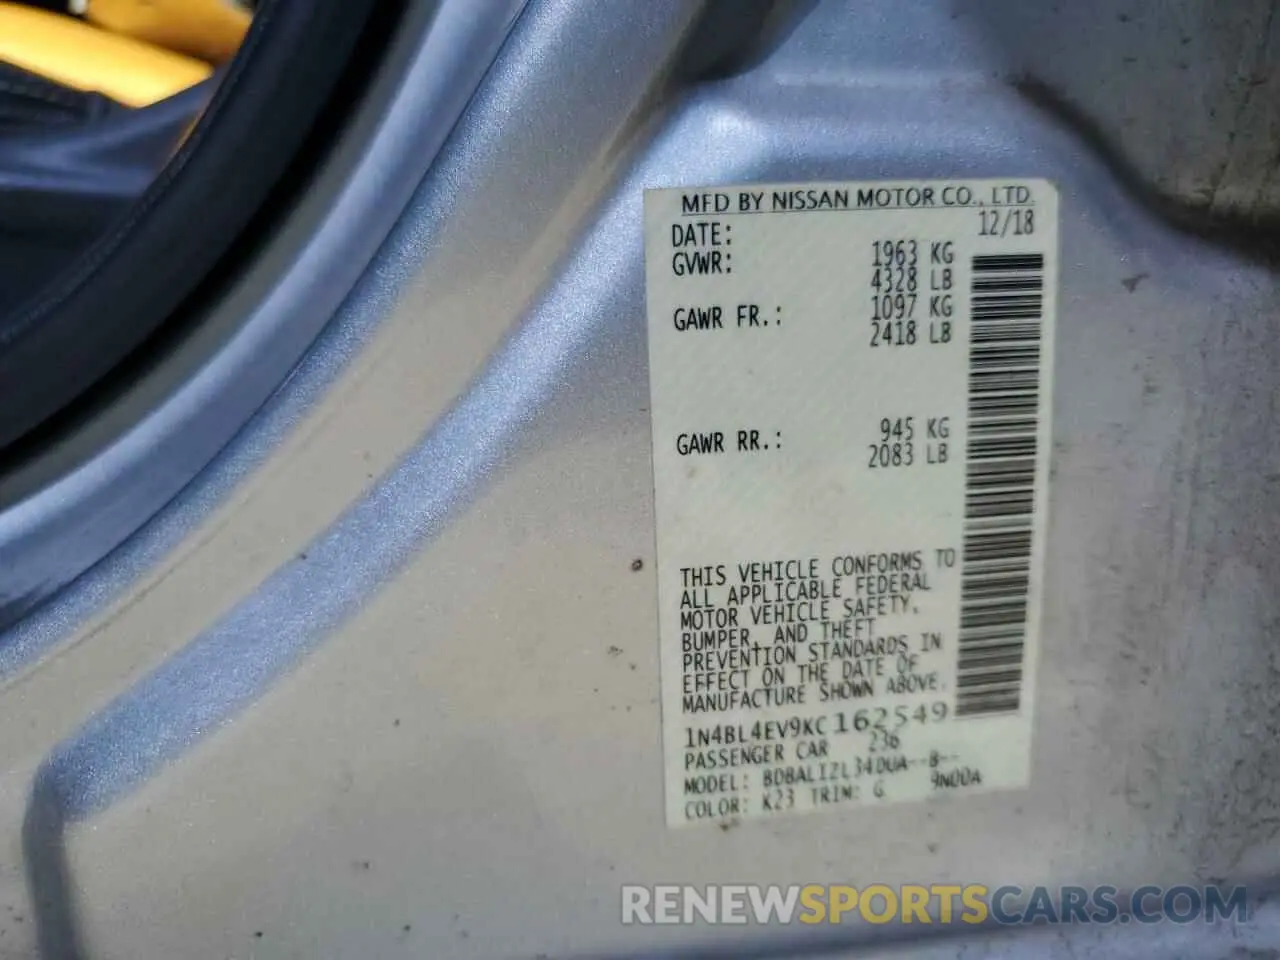 MFD BY NISSAN MOTOR CO., LTD.
DATE: 12/18
GVWR: 1963 KG
4328 LB
GAWR FR.: 1097 KG
2418 LB
GAWR RR.: 945 KG
2083 LB
THIS VEHICLE CONFORMS TO
ALL APPLICABLE FEDERAL
MOTOR VEHICLE SAFETY,
BUMPER, AND THEFT
PREVENTION STANDARDS IN
EFFECT ON THE DATE OF
MANUFACTURE SHOWN ABOVE.
1N4BL4EV9KC162549
PASSENGER CAR 236
MODEL: BDBALIZL34DUA--B--
COLOR: K23 TRIM: G 9N00A
RENEWSPORTSCARS.COM